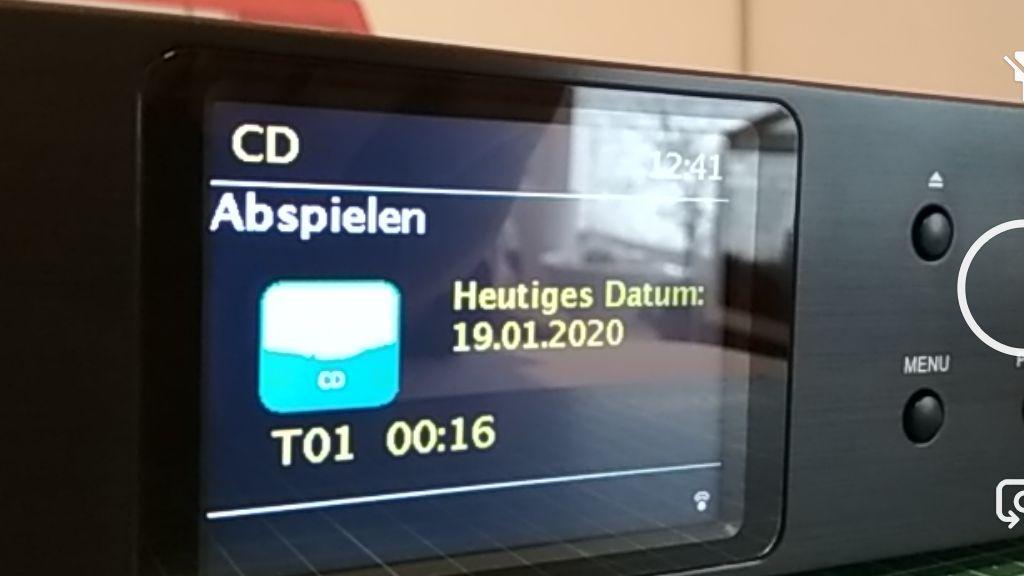 CD
12:41
Abspielen
Heutiges Datum:
19.01.2020
CD
T01 00:16
MENU